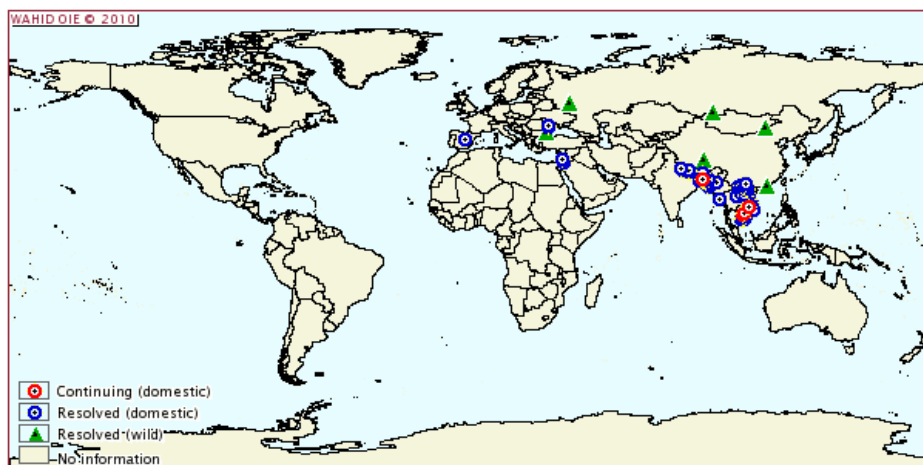 WAHID OIE © 2010
Continuing (domestic)
Resolved (domestic)
Resolved (wild)
No information